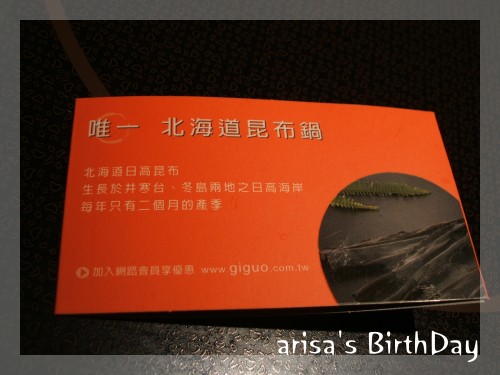 唯一 北海道昆布鍋
北海道日高昆布
生長於井寒台、冬島兩地之日高海岸
每年只有二個月的產季
加入網路會員享優惠 www.giguo.com.tw
arisa's BirthDay